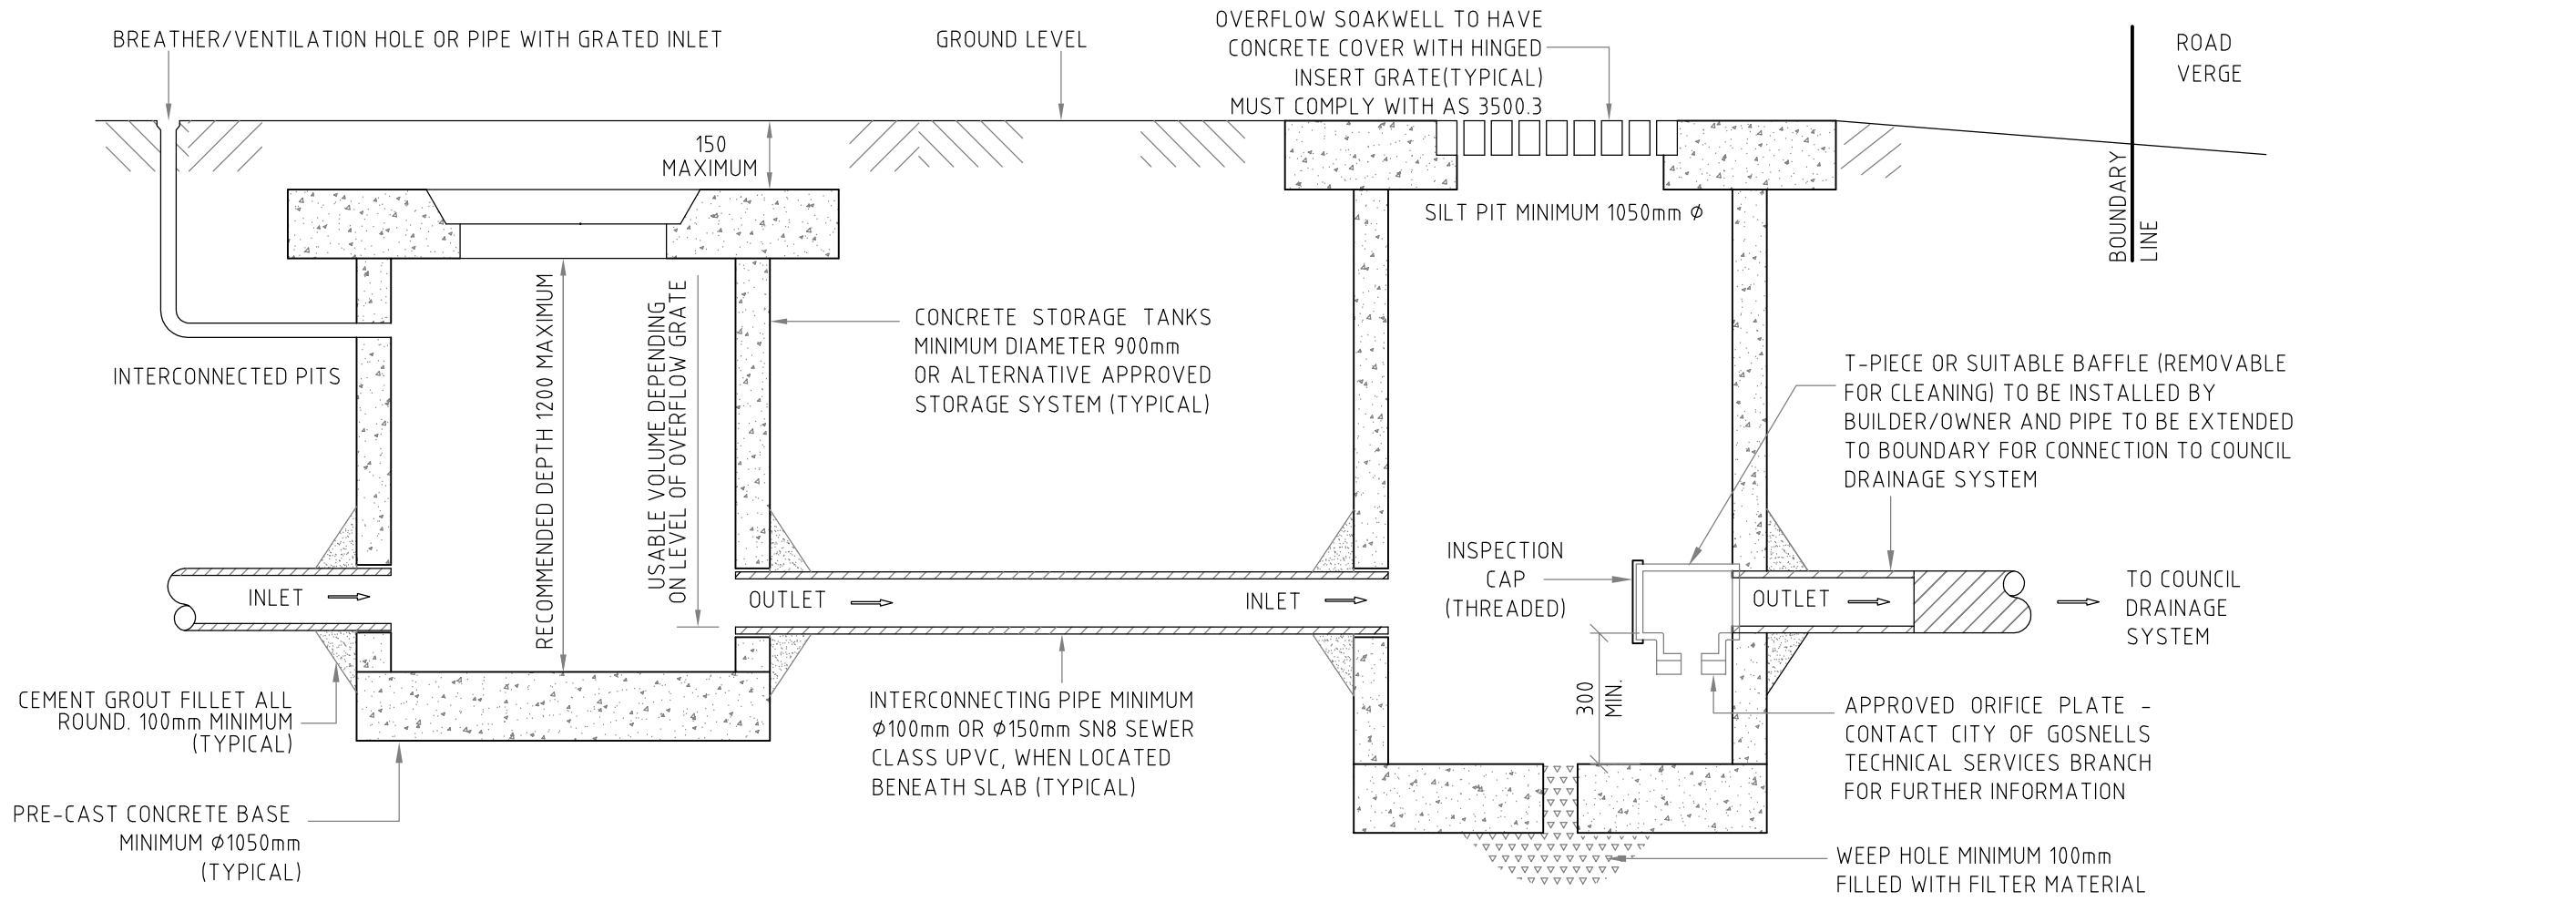 BREATHER/VENTILATION HOLE OR PIPE WITH GRATED INLET
GROUND LEVEL
OVERFLOW SOAKWELL TO HAVE
CONCRETE COVER WITH HINGED
INSERT GRATE(TYPICAL)
MUST COMPLY WITH AS 3500.3
ROAD
VERGE
150
MAXIMUM
SILT PIT MINIMUM 1050mm ϕ
BOUNDARY
LINE
RECOMMENDED DEPTH 1200 MAXIMUM
USABLE VOLUME DEPENDING
ON LEVEL OF OVERFLOW GRATE
CONCRETE STORAGE TANKS
MINIMUM DIAMETER 900mm
OR ALTERNATIVE APPROVED
STORAGE SYSTEM (TYPICAL)
INTERCONNECTED PITS
T-PIECE OR SUITABLE BAFFLE (REMOVABLE
FOR CLEANING) TO BE INSTALLED BY
BUILDER/OWNER AND PIPE TO BE EXTENDED
TO BOUNDARY FOR CONNECTION TO COUNCIL
DRAINAGE SYSTEM
INLET
OUTLET
INLET
INSPECTION
CAP
(THREADED)
OUTLET
TO COUNCIL
DRAINAGE
SYSTEM
300
MIN.
CEMENT GROUT FILLET ALL
ROUND. 100mm MINIMUM
(TYPICAL)
INTERCONNECTING PIPE MINIMUM
ϕ100mm OR ϕ150mm SN8 SEWER
CLASS UPVC, WHEN LOCATED
BENEATH SLAB (TYPICAL)
APPROVED ORIFICE PLATE -
CONTACT CITY OF GOSNELLS
TECHNICAL SERVICES BRANCH
FOR FURTHER INFORMATION
PRE-CAST CONCRETE BASE
MINIMUM ϕ1050mm
(TYPICAL)
WEEP HOLE MINIMUM 100mm
FILLED WITH FILTER MATERIAL